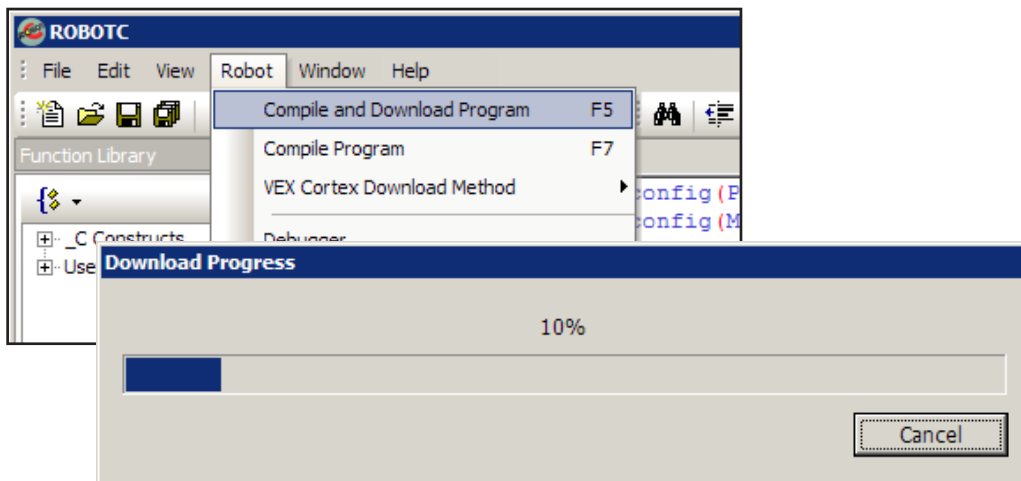 ROBOTC
File Edit View Robot Window Help
Compile and Download Program F5
Function Library
Compile Program F7
VEX Cortex Download Method
config(P
config(M
_C Constructs
Debugger
Use
Download Progress
10%
Cancel